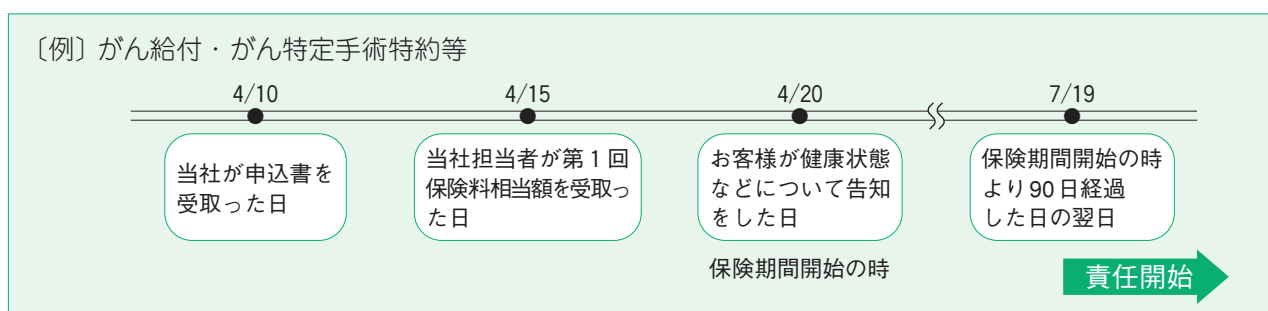 〔例〕がん給付・がん特定手術特約等
4/10
4/15
4/20
7/19
当社が申込書を
受取った日
当社担当者が第1回
保険料相当額を受取っ
た日
お客様が健康状態
などについて告知
をした日
保険期間開始の時
より90日経過
した日の翌日
保険期間開始の時
責任開始